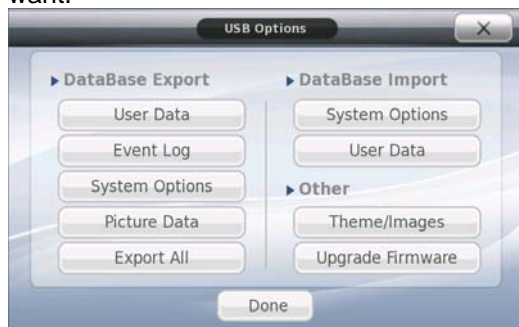 want.
USB Options
DataBase Export
User Data
Event Log
System Options
Picture Data
Export All
DataBase Import
System Options
User Data
Other
Theme/Images
Upgrade Firmware
Done